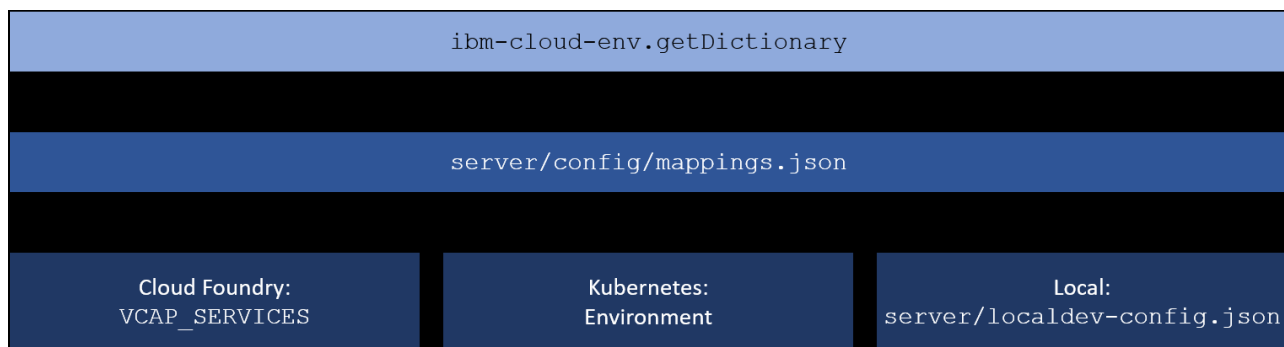 ibm-cloud-env.getDictionary
server/config/mappings.json
Cloud Foundry:
VCAP_SERVICES
Kubernetes:
Environment
Local:
server/localdev-config.json